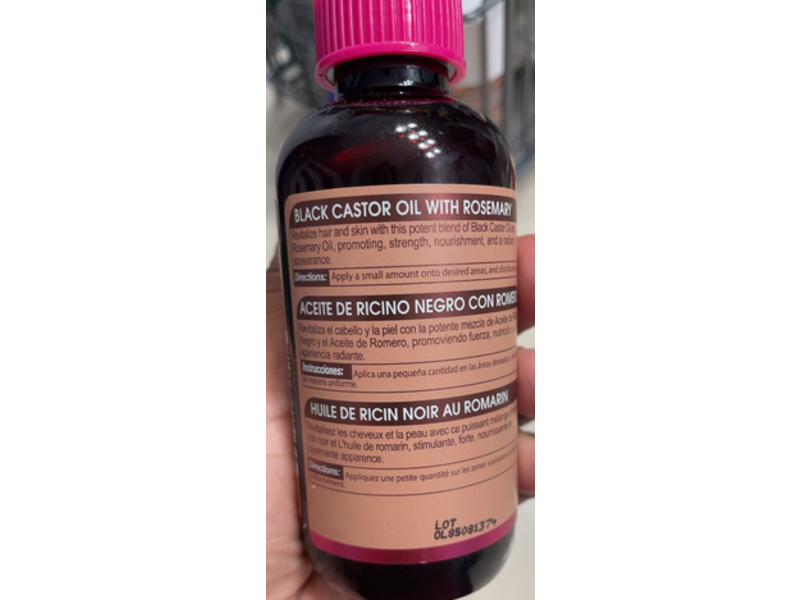 BLACK CASTOR OIL WITH ROSEMARY
Revitalize hair and skin with this potent blend of Black Castor Oil
Rosemary Oil, promoting, strength, nourishment, and a radiant
appearance.
Directions: Apply a small amount onto desired areas, and distribute
ACEITE DE RICINO NEGRO CON ROMERO
Revitaliza el cabello y la piel con la potente mezcla de Aceite de
Negro y el Aceite de Romero, promoviendo fuerza, nutrición y
apariencia radiante.
Instrucciones: Aplica una pequeña cantidad en las áreas deseadas
de manera uniforme.
HUILE DE RICIN NOIR AU ROMARIN
Revitalisez les cheveux et la peau avec ce puissant mélange
ricin noir et L'huile de romarin, stimulante, forte, nourrissante et
rayonnante apparence.
Directions: Appliquez une petite quantité sur les zones souhaitées
uniformément.
LOT
OL85081374